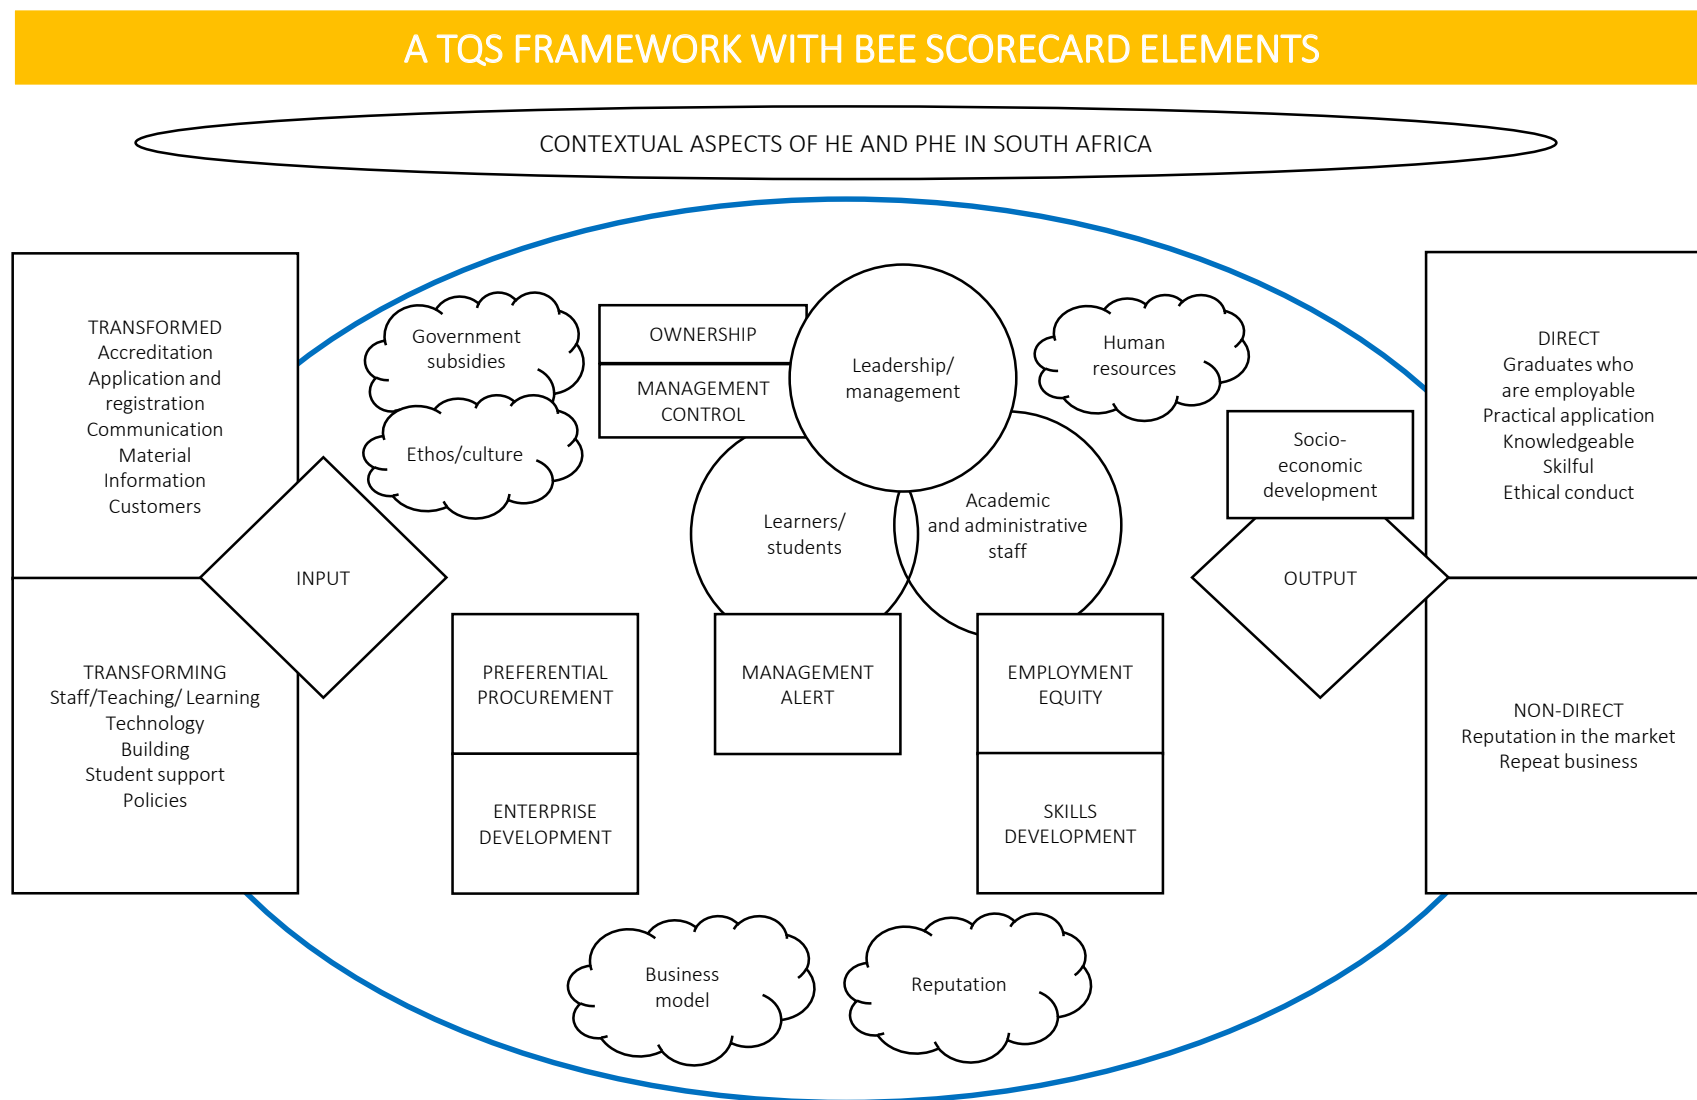 A TQS FRAMEWORK WITH BEE SCORECARD ELEMENTS
CONTEXTUAL ASPECTS OF HE AND PHE IN SOUTH AFRICA
TRANSFORMED
Accreditation
Application and
registration
Communication
Material
Information
Customers
INPUT
TRANSFORMING
Staff/Teaching/ Learning
Technology
Building
Student support
Policies
Government
subsidies
Ethos/culture
OWNERSHIP
MANAGEMENT
CONTROL
Leadership/
management
Human
resources
Learners/
students
Academic
and administrative
staff
PREFERENTIAL
PROCUREMENT
ENTERPRISE
DEVELOPMENT
MANAGEMENT
ALERT
EMPLOYMENT
EQUITY
SKILLS
DEVELOPMENT
Business
model
Reputation
Socio-
economic
development
OUTPUT
DIRECT
Graduates who
are employable
Practical application
Knowledgeable
Skilful
Ethical conduct
NON-DIRECT
Reputation in the market
Repeat business